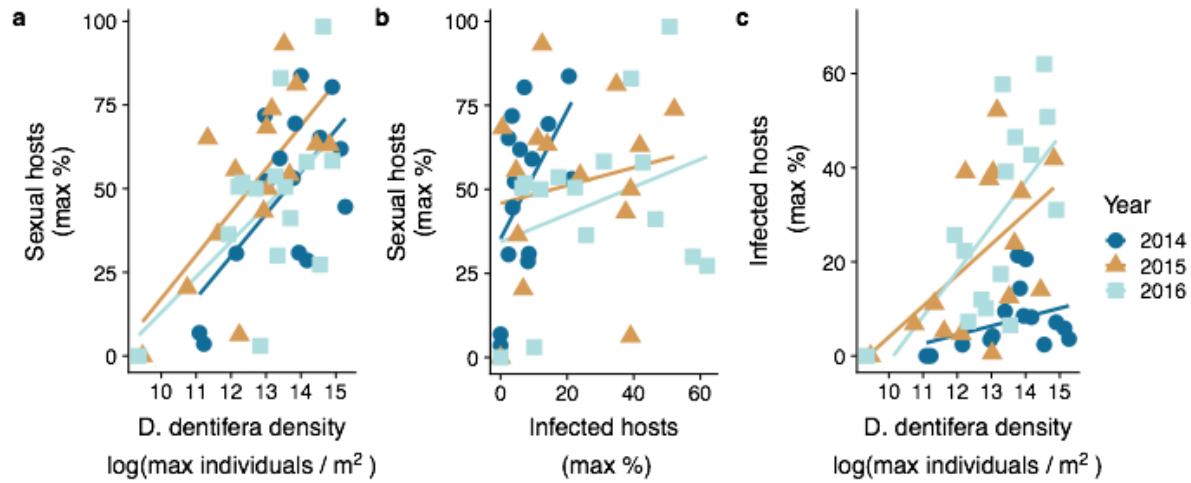 a
100
75
50
25
0
Sexual hosts
(max %)
10 11 12 13 14 15
D. dentifera density
log(max individuals / m² )
b
100
75
50
25
0
Sexual hosts
(max %)
0 20 40 60
Infected hosts
(max %)
c
60
40
20
0
Infected hosts
(max %)
10 11 12 13 14 15
D. dentifera density
log(max individuals / m² )
Year
2014
2015
2016